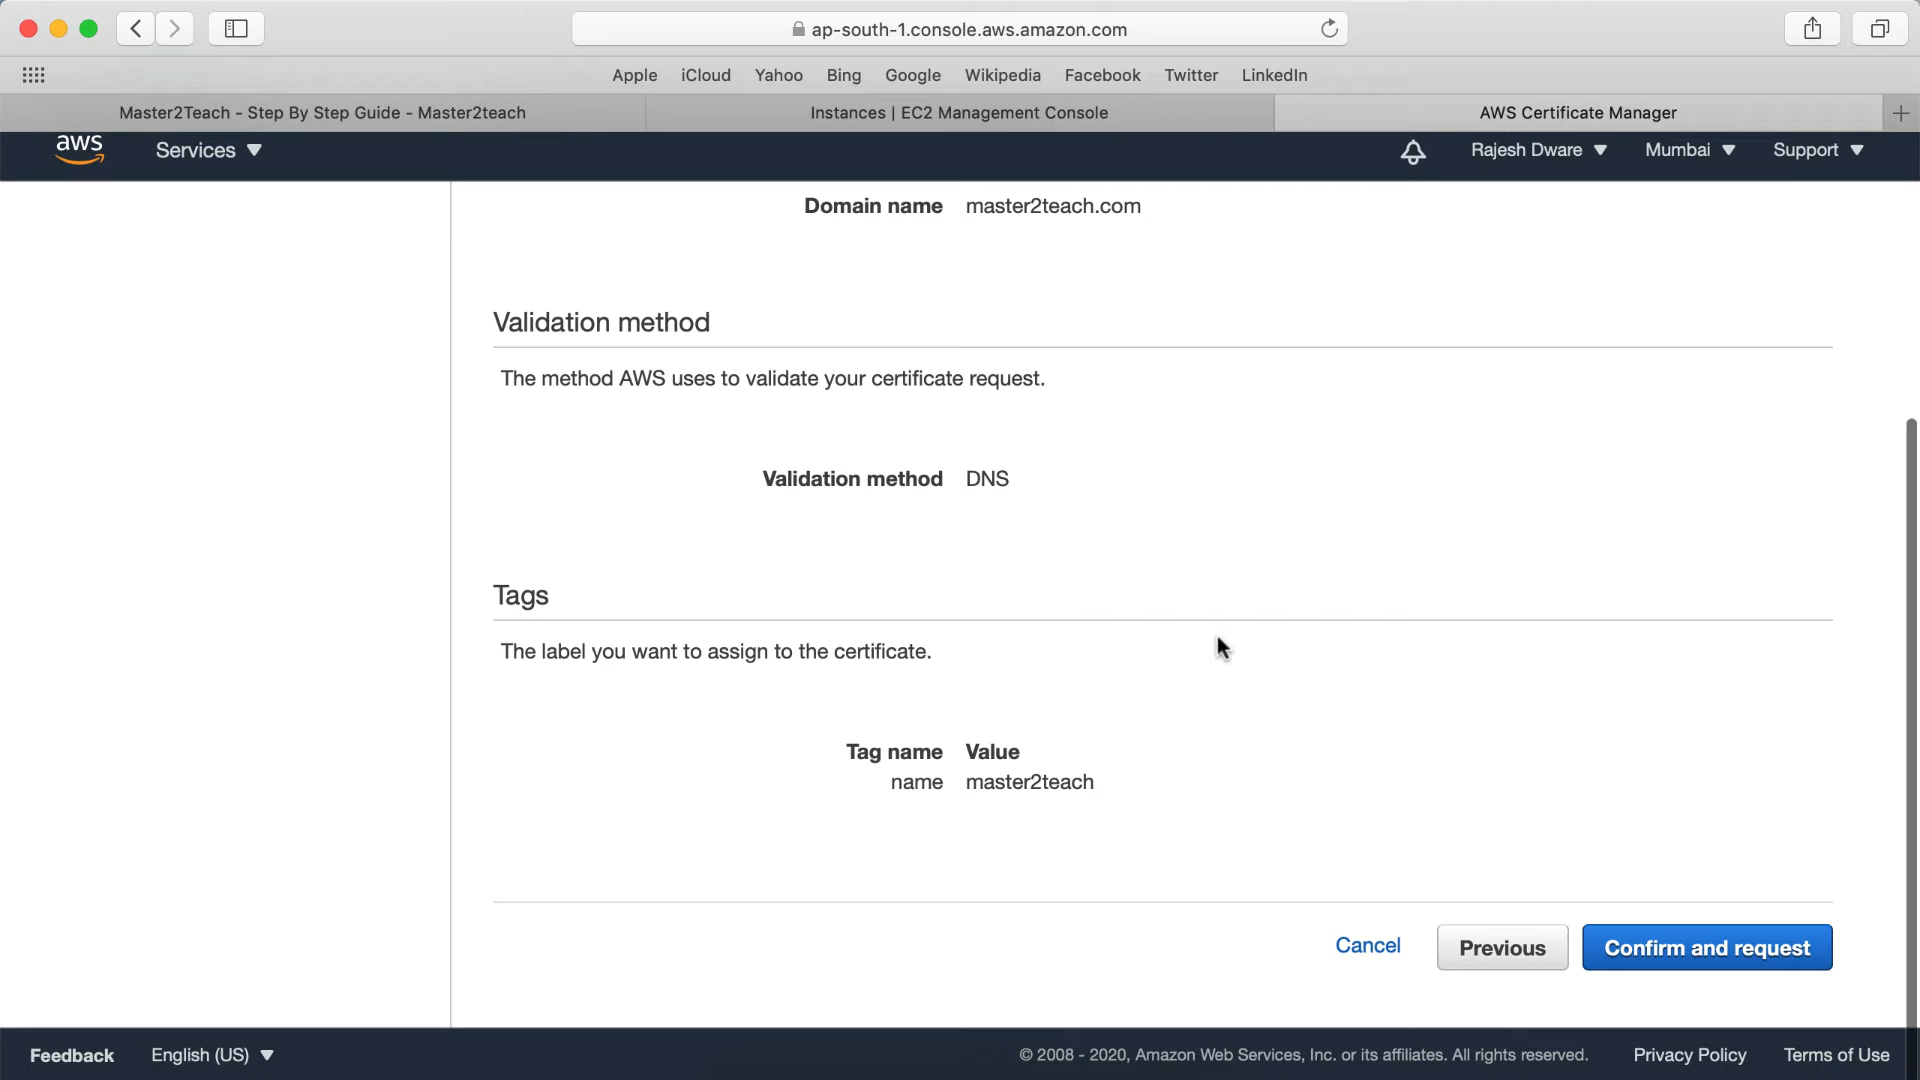 ap-south-1.console.aws.amazon.com
Apple iCloud Yahoo Bing Google Wikipedia Facebook Twitter LinkedIn
Master2Teach - Step By Step Guide - Master2teach Instances | EC2 Management Console AWS Certificate Manager
aws Services Rajesh Dware Mumbai Support
Domain name master2teach.com
Validation method
The method AWS uses to validate your certificate request.
Validation method DNS
Tags
The label you want to assign to the certificate.
Tag name Value
name master2teach
Cancel Previous Confirm and request
Feedback English (US) © 2008 - 2020, Amazon Web Services, Inc. or its affiliates. All rights reserved. Privacy Policy Terms of Use